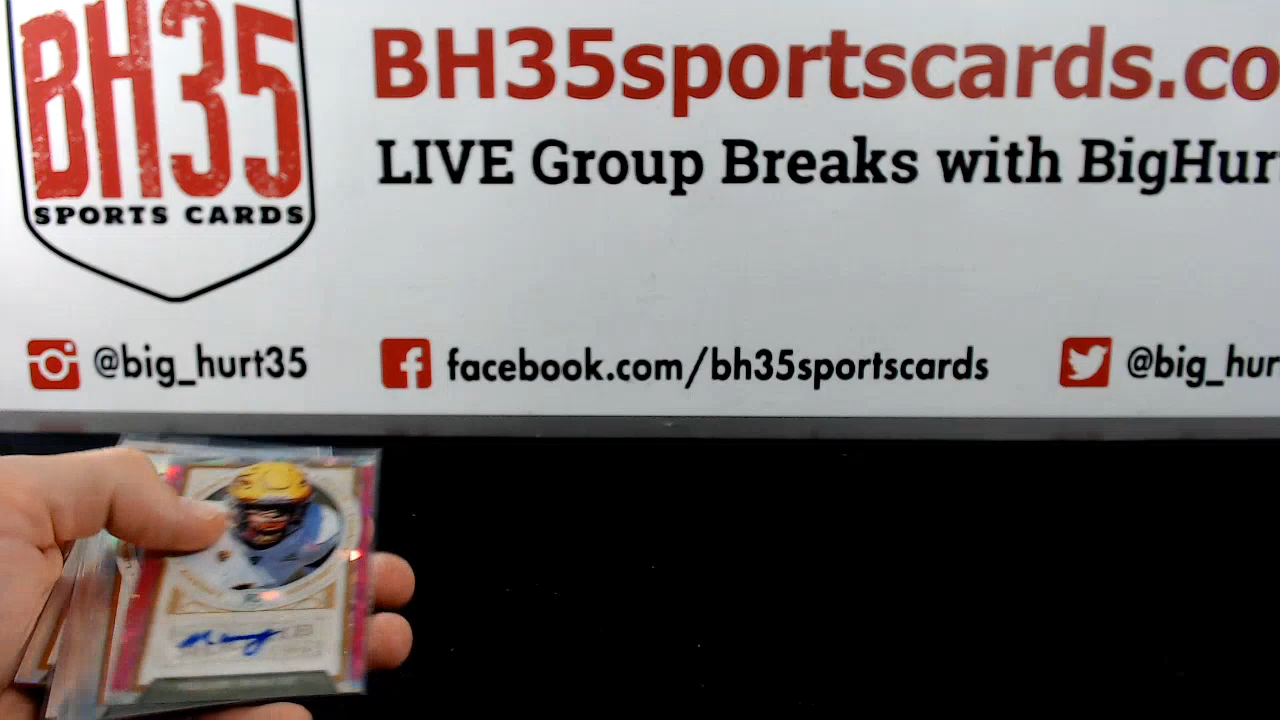 BH35
SPORTS CARDS
BH35sportscards.co
LIVE Group Breaks with BigHur
@big_hurt35
facebook.com/bh35sportscards
@big_hur